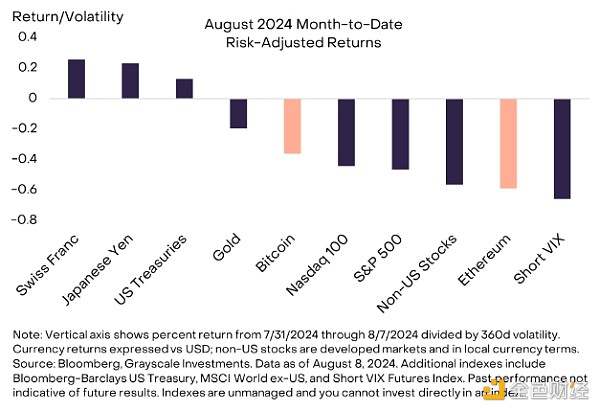 Return/Volatility
August 2024 Month-to-Date
Risk-Adjusted Returns
0.4
0.2
0
-0.2
-0.4
-0.6
-0.8
Swiss Franc
Japanese Yen
US Treasuries
Gold
Bitcoin
Nasdaq 100
S&P 500
Non-US Stocks
Ethereum
Short VIX
Note: Vertical axis shows percent return from 7/31/2024 through 8/7/2024 divided by 360d volatility.
Currency returns expressed vs USD; non-US stocks are developed markets and in local currency terms.
Source: Bloomberg, Grayscale Investments. Data as of August 8, 2024. Additional indexes include
Bloomberg-Barclays US Treasury, MSCI World ex-US, and Short VIX Futures Index. Past performance not
indicative of future results. Indexes are unmanaged and you cannot invest directly in an index.
金色财经